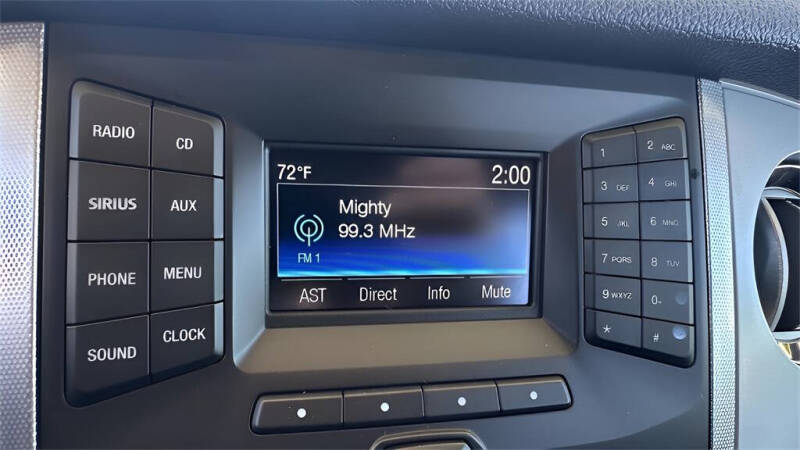 RADIO CD
SIRIUS AUX
PHONE MENU
SOUND CLOCK
72°F 2:00
Mighty
99.3 MHz
FM 1
AST Direct Info Mute
1 2 ABC
3 DEF 4 GHI
5 JKL 6 MNO
7 PQRS 8 TUV
9 WXYZ 0
* #